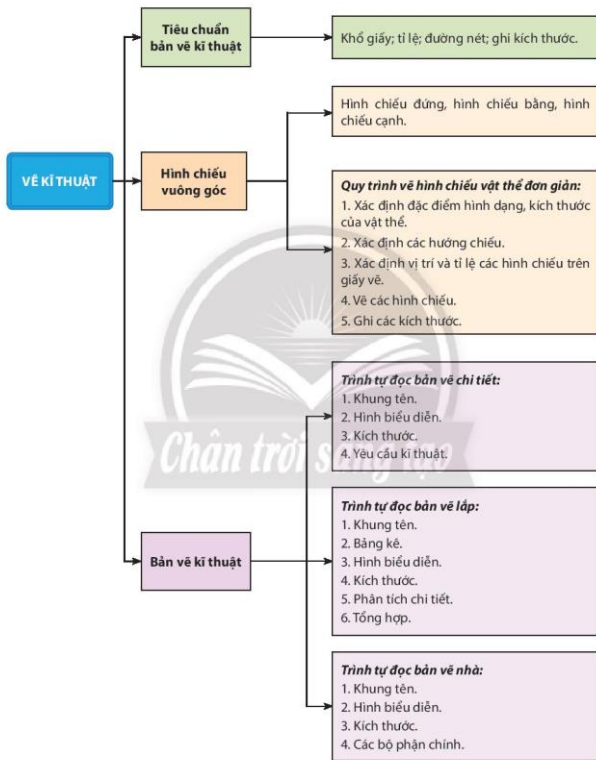 Tiêu chuẩn
bản vẽ kĩ thuật
Khổ giấy; tỉ lệ; đường nét; ghi kích thước.
VẼ KĨ THUẬT
Hình chiếu
vuông góc
Hình chiếu đứng, hình chiếu bằng, hình
chiếu cạnh.
Quy trình vẽ hình chiếu vật thể đơn giản:
1. Xác định đặc điểm hình dạng, kích thước
của vật thể.
2. Xác định các hướng chiếu.
3. Xác định vị trí và tỉ lệ các hình chiếu trên
giấy vẽ.
4. Vẽ các hình chiếu.
5. Ghi các kích thước.
Bản vẽ kĩ thuật
Trình tự đọc bản vẽ chi tiết:
1. Khung tên.
2. Hình biểu diễn.
3. Kích thước.
4. Yêu cầu kĩ thuật.
Trình tự đọc bản vẽ lắp:
1. Khung tên.
2. Bảng kê.
3. Hình biểu diễn.
4. Kích thước.
5. Phân tích chi tiết.
6. Tổng hợp.
Trình tự đọc bản vẽ nhà:
1. Khung tên.
2. Hình biểu diễn.
3. Kích thước.
4. Các bộ phận chính.
Chân trời sáng tạo